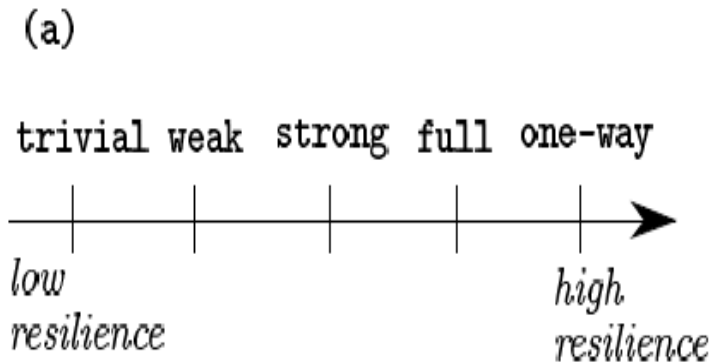 (a)
trivial weak strong full one-way
low resilience
high resilience